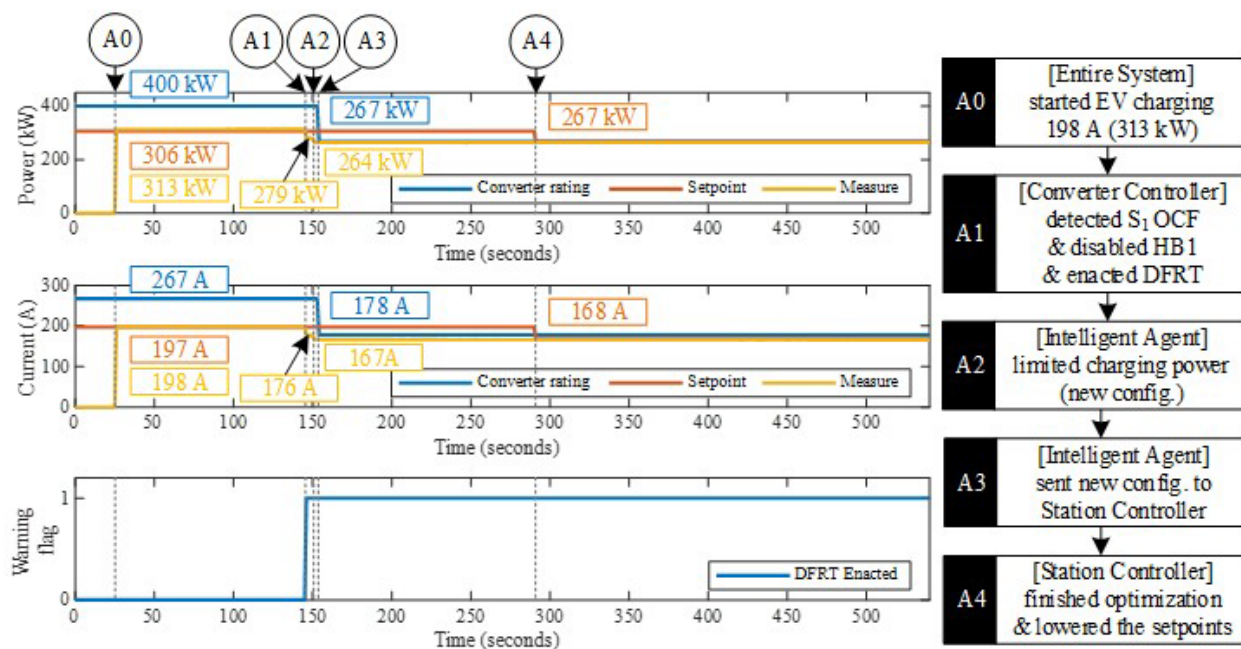 A0
A1
A2
A3
A4
400 kW
267 kW
267 kW
306 kW
313 kW
279 kW
264 kW
Power (kW)
400
200
0
Converter rating
Setpoint
Measure
0 50 100 150 200 250 300 350 400 450 500
Time (seconds)
267 A
178 A
168 A
197 A
198 A
176 A
167A
Current (A)
300
200
100
0
Converter rating
Setpoint
Measure
0 50 100 150 200 250 300 350 400 450 500
Time (seconds)
Warning
flag
1
0
DFRT Enacted
0 50 100 150 200 250 300 350 400 450 500
Time (seconds)
A0
[Entire System]
started EV charging
198 A (313 kW)
A1
[Converter Controller]
detected S₁ OCF
& disabled HB1
& enacted DFRT
A2
[Intelligent Agent]
limited charging power
(new config.)
A3
[Intelligent Agent]
sent new config. to
Station Controller
A4
[Station Controller]
finished optimization
& lowered the setpoints